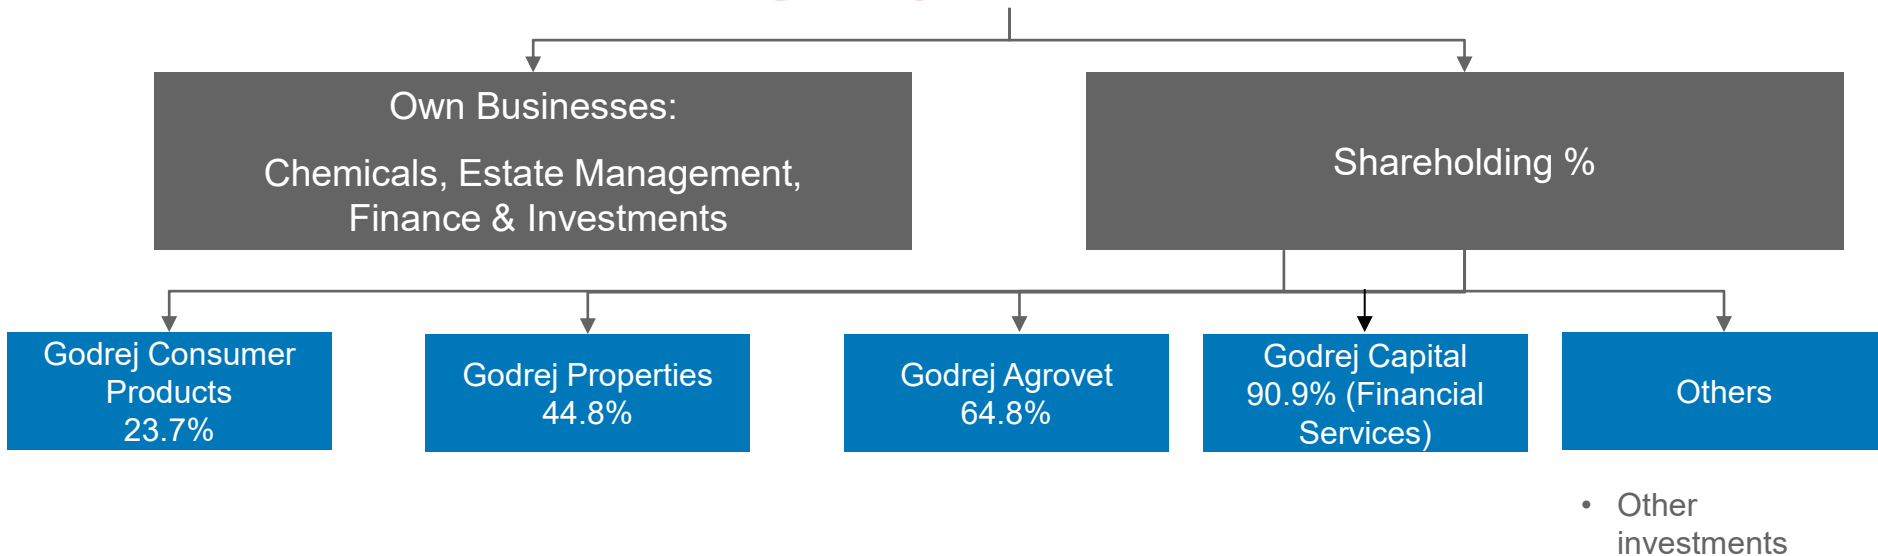 Own Businesses:
Chemicals, Estate Management,
Finance & Investments
Shareholding %
Godrej Consumer
Products
23.7%
Godrej Properties
44.8%
Godrej Agrovet
64.8%
Godrej Capital
90.9% (Financial
Services)
Others
• Other
investments